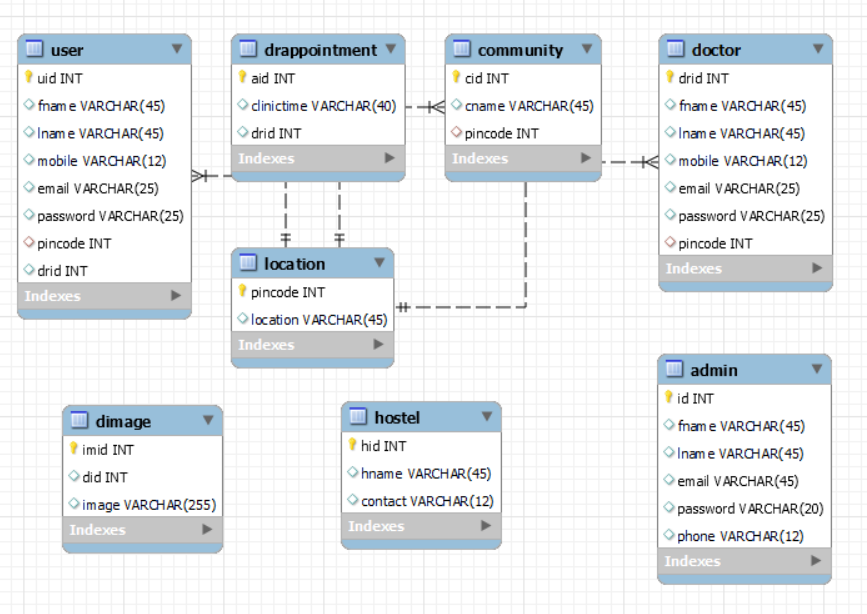 user
uid INT
fname VARCHAR(45)
lname VARCHAR(45)
mobile VARCHAR(12)
email VARCHAR(25)
password VARCHAR(25)
pincode INT
drid INT
Indexes
drappointment
aid INT
clinictime VARCHAR(40)
drid INT
Indexes
community
cid INT
cname VARCHAR(45)
pincode INT
Indexes
doctor
drid INT
fname VARCHAR(45)
lname VARCHAR(45)
mobile VARCHAR(12)
email VARCHAR(25)
password VARCHAR(25)
pincode INT
Indexes
location
pincode INT
location VARCHAR(45)
Indexes
dimage
imid INT
did INT
image VARCHAR(255)
Indexes
hostel
hid INT
hname VARCHAR(45)
contact VARCHAR(12)
Indexes
admin
id INT
fname VARCHAR(45)
lname VARCHAR(45)
email VARCHAR(45)
password VARCHAR(20)
phone VARCHAR(12)
Indexes